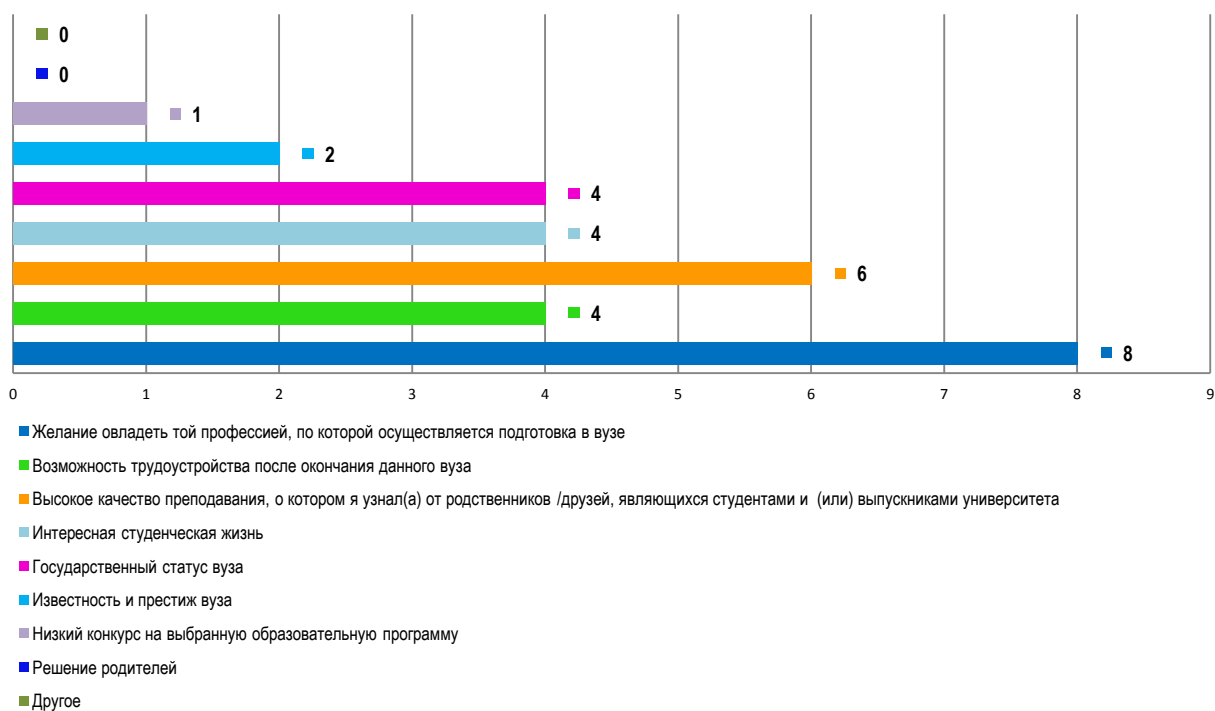 0
0
1
2
4
4
6
4
8
0 1 2 3 4 5 6 7 8 9
Желание овладеть той профессией, по которой осуществляется подготовка в вузе
Возможность трудоустройства после окончания данного вуза
Высокое качество преподавания, о котором я узнал(а) от родственников /друзей, являющихся студентами и (или) выпускниками университета
Интересная студенческая жизнь
Государственный статус вуза
Известность и престиж вуза
Низкий конкурс на выбранную образовательную программу
Решение родителей
Другое